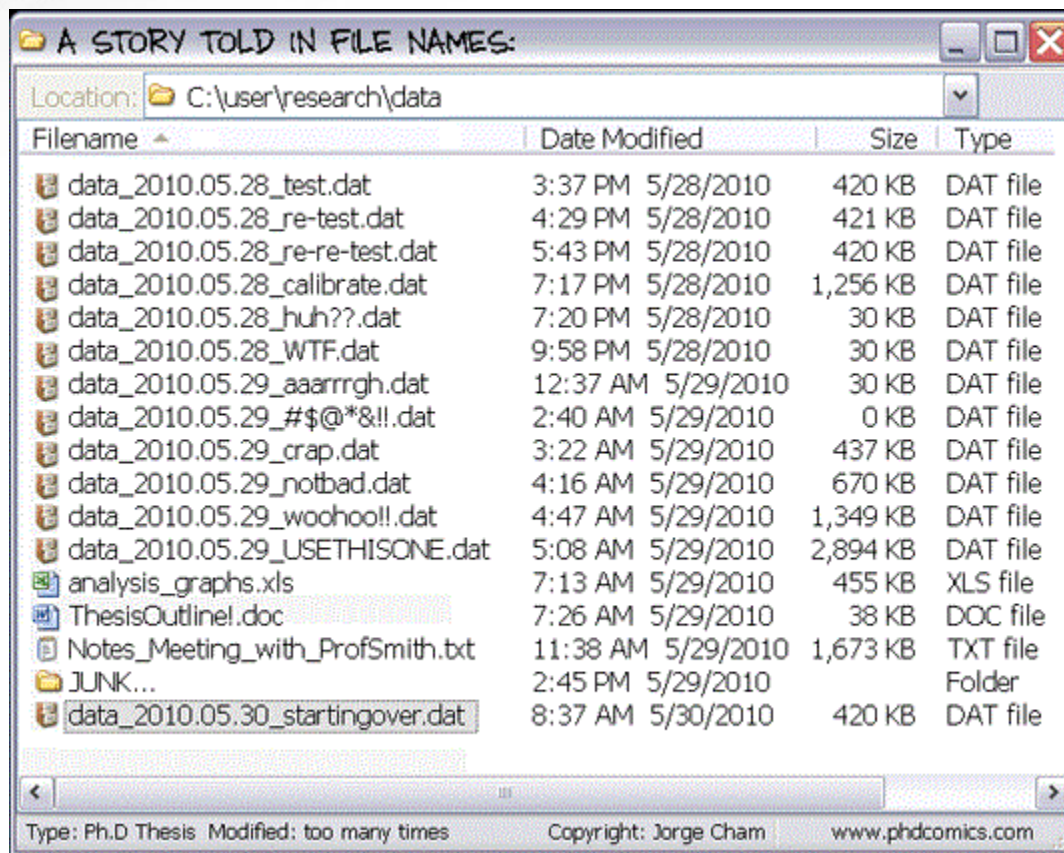 A STORY TOLD IN FILE NAMES:
Location: C:\user\research\data
Filename Date Modified Size Type
data_2010.05.28_test.dat 3:37 PM 5/28/2010 420 KB DAT file
data_2010.05.28_re-test.dat 4:29 PM 5/28/2010 421 KB DAT file
data_2010.05.28_re-re-test.dat 5:43 PM 5/28/2010 420 KB DAT file
data_2010.05.28_calibrate.dat 7:17 PM 5/28/2010 1,256 KB DAT file
data_2010.05.28_huh??.dat 7:20 PM 5/28/2010 30 KB DAT file
data_2010.05.28_WTF.dat 9:58 PM 5/28/2010 30 KB DAT file
data_2010.05.29_aaarrrgh.dat 12:37 AM 5/29/2010 30 KB DAT file
data_2010.05.29_#$@*&!!.dat 2:40 AM 5/29/2010 0 KB DAT file
data_2010.05.29_crap.dat 3:22 AM 5/29/2010 437 KB DAT file
data_2010.05.29_notbad.dat 4:16 AM 5/29/2010 670 KB DAT file
data_2010.05.29_woohoo!!.dat 4:47 AM 5/29/2010 1,349 KB DAT file
data_2010.05.29_USETHISONE.dat 5:08 AM 5/29/2010 2,894 KB DAT file
analysis_graphs.xls 7:13 AM 5/29/2010 455 KB XLS file
ThesisOutline!.doc 7:26 AM 5/29/2010 38 KB DOC file
Notes_Meeting_with_ProfSmith.txt 11:38 AM 5/29/2010 1,673 KB TXT file
JUNK... 2:45 PM 5/29/2010 Folder
data_2010.05.30_startingover.dat 8:37 AM 5/30/2010 420 KB DAT file
Type: Ph.D Thesis Modified: too many times Copyright: Jorge Cham www.phdcomics.com